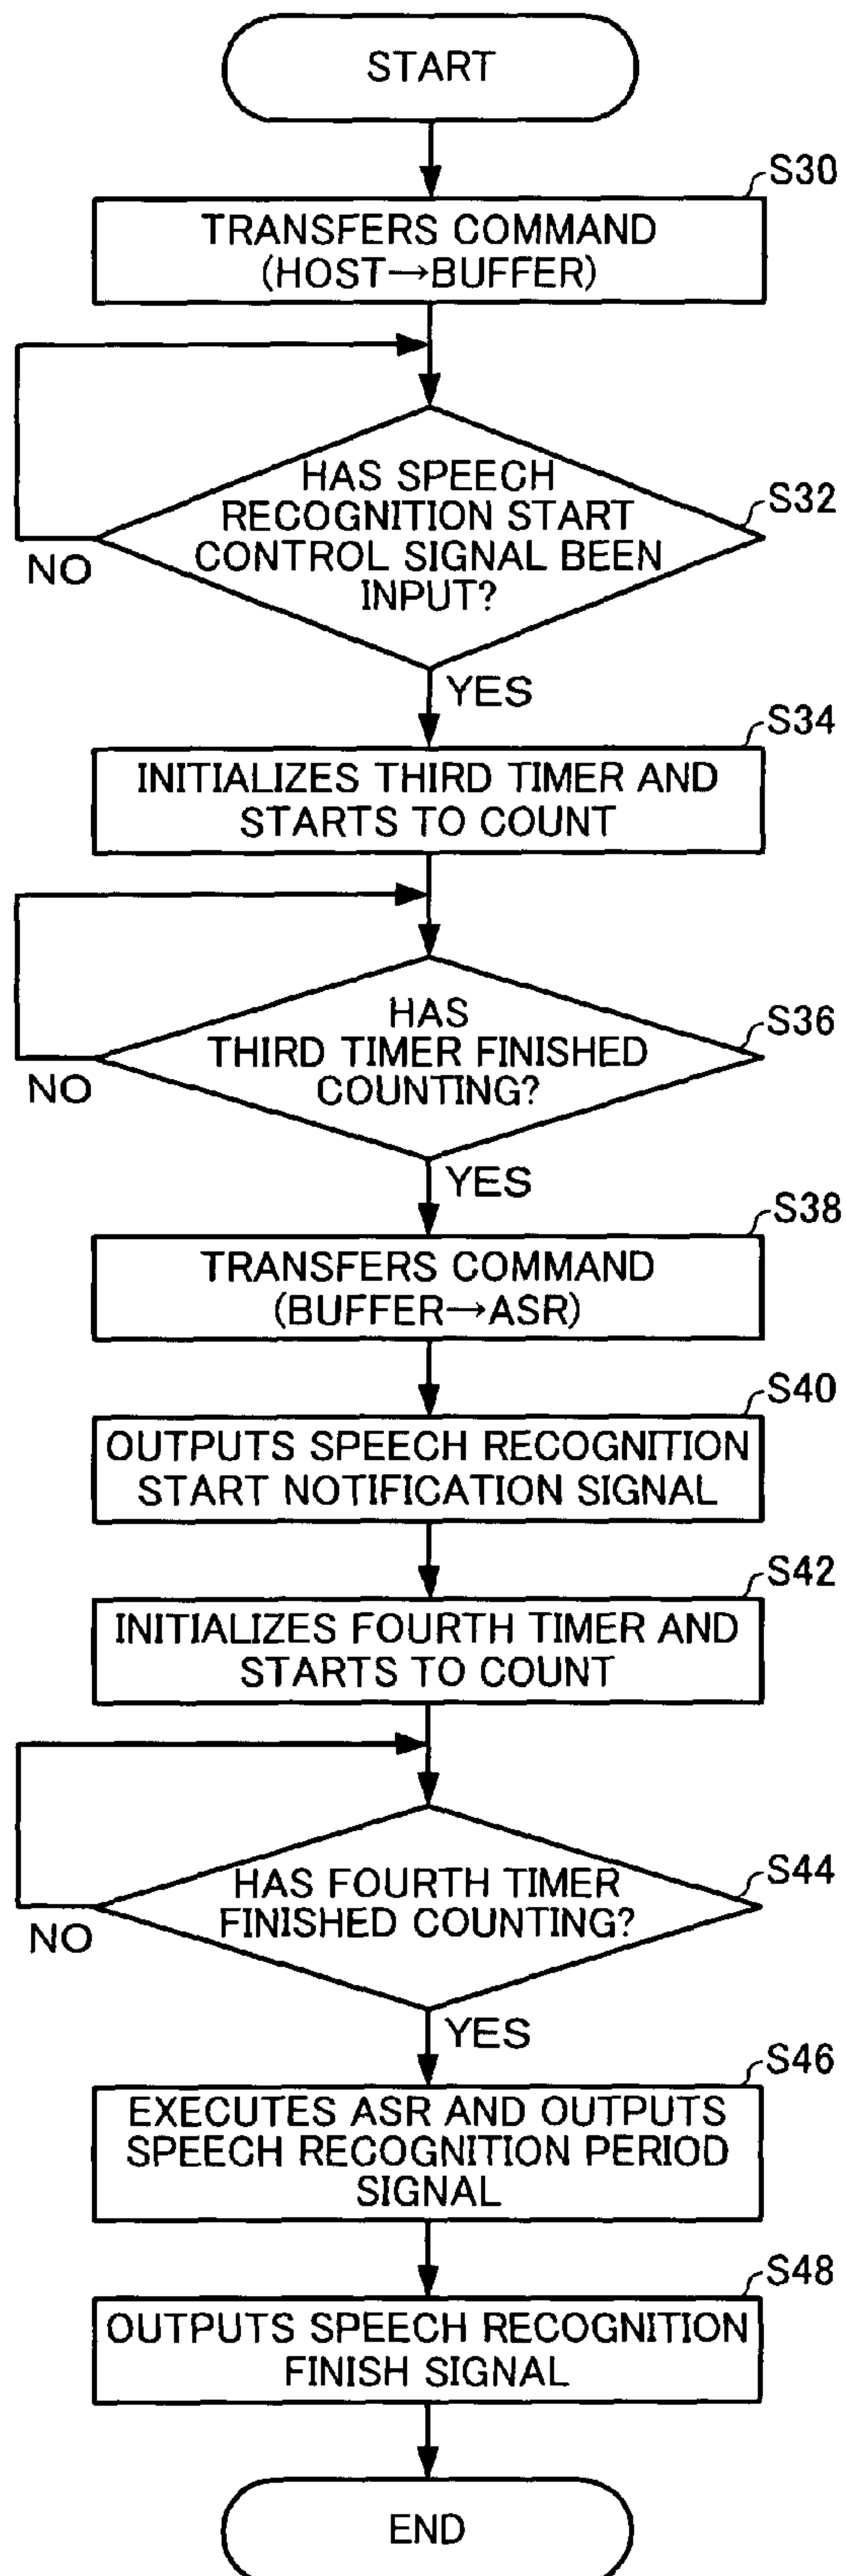 START
S30
TRANSFERS COMMAND
(HOST→BUFFER)
HAS SPEECH
RECOGNITION START
CONTROL SIGNAL BEEN
INPUT?
S32
NO
YES
S34
INITIALIZES THIRD TIMER AND
STARTS TO COUNT
HAS
THIRD TIMER FINISHED
COUNTING?
S36
NO
YES
S38
TRANSFERS COMMAND
(BUFFER→ASR)
S40
OUTPUTS SPEECH RECOGNITION
START NOTIFICATION SIGNAL
S42
INITIALIZES FOURTH TIMER AND
STARTS TO COUNT
HAS FOURTH TIMER
FINISHED COUNTING?
S44
NO
YES
S46
EXECUTES ASR AND OUTPUTS
SPEECH RECOGNITION PERIOD
SIGNAL
S48
OUTPUTS SPEECH RECOGNITION
FINISH SIGNAL
END